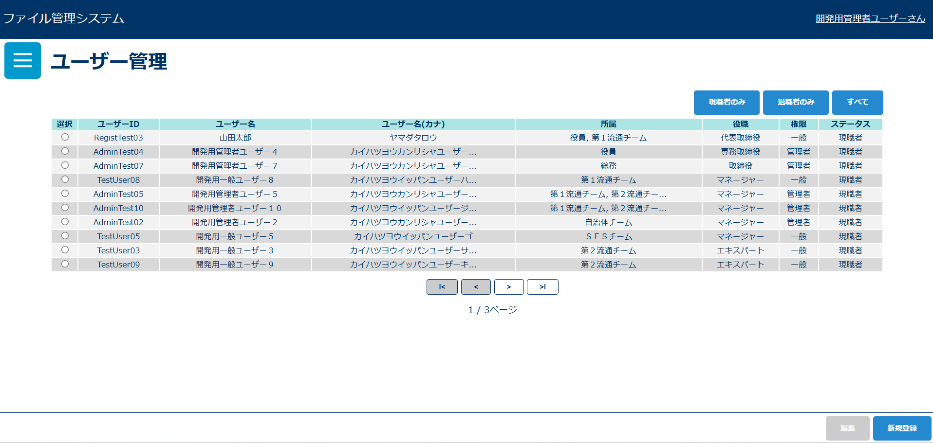 ファイル管理システム 開発用管理者ユーザーさん
ユーザー管理
現職者のみ 退職者のみ すべて
選択 ユーザーID ユーザー名 ユーザー名(カナ) 所属 役職 権限 ステータス
RegistTest03 山田太郎 ヤマダタロウ 役員, 第１流通チーム 代表取締役 一般 現職者
AdminTest04 開発用管理者ユーザー４ カイハツヨウカンリシャユーザー... 役員 専務取締役 管理者 現職者
AdminTest07 開発用管理者ユーザー７ カイハツヨウカンリシャユーザー... 総務 取締役 管理者 現職者
TestUser08 開発用一般ユーザー８ カイハツヨウイッパンユーザーハ... 第１流通チーム マネージャー 一般 現職者
AdminTest05 開発用管理者ユーザー５ カイハツヨウカンリシャユーザー... 第１流通チーム, 第２流通チー... マネージャー 管理者 現職者
AdminTest10 開発用管理者ユーザー１０ カイハツヨウイッパンユーザージ... 第１流通チーム, 第２流通チー... マネージャー 管理者 現職者
AdminTest02 開発用管理者ユーザー２ カイハツヨウカンリシャユーザー... 自治体チーム マネージャー 管理者 現職者
TestUser05 開発用一般ユーザー５ カイハツヨウイッパンユーザーゴ ＳＥＳチーム マネージャー 一般 現職者
TestUser03 開発用一般ユーザー３ カイハツヨウイッパンユーザーサ... 第２流通チーム エキスパート 一般 現職者
TestUser09 開発用一般ユーザー９ カイハツヨウイッパンユーザーキ... 第２流通チーム エキスパート 一般 現職者
|< < > >|
1 / 3ページ
編集 新規登録